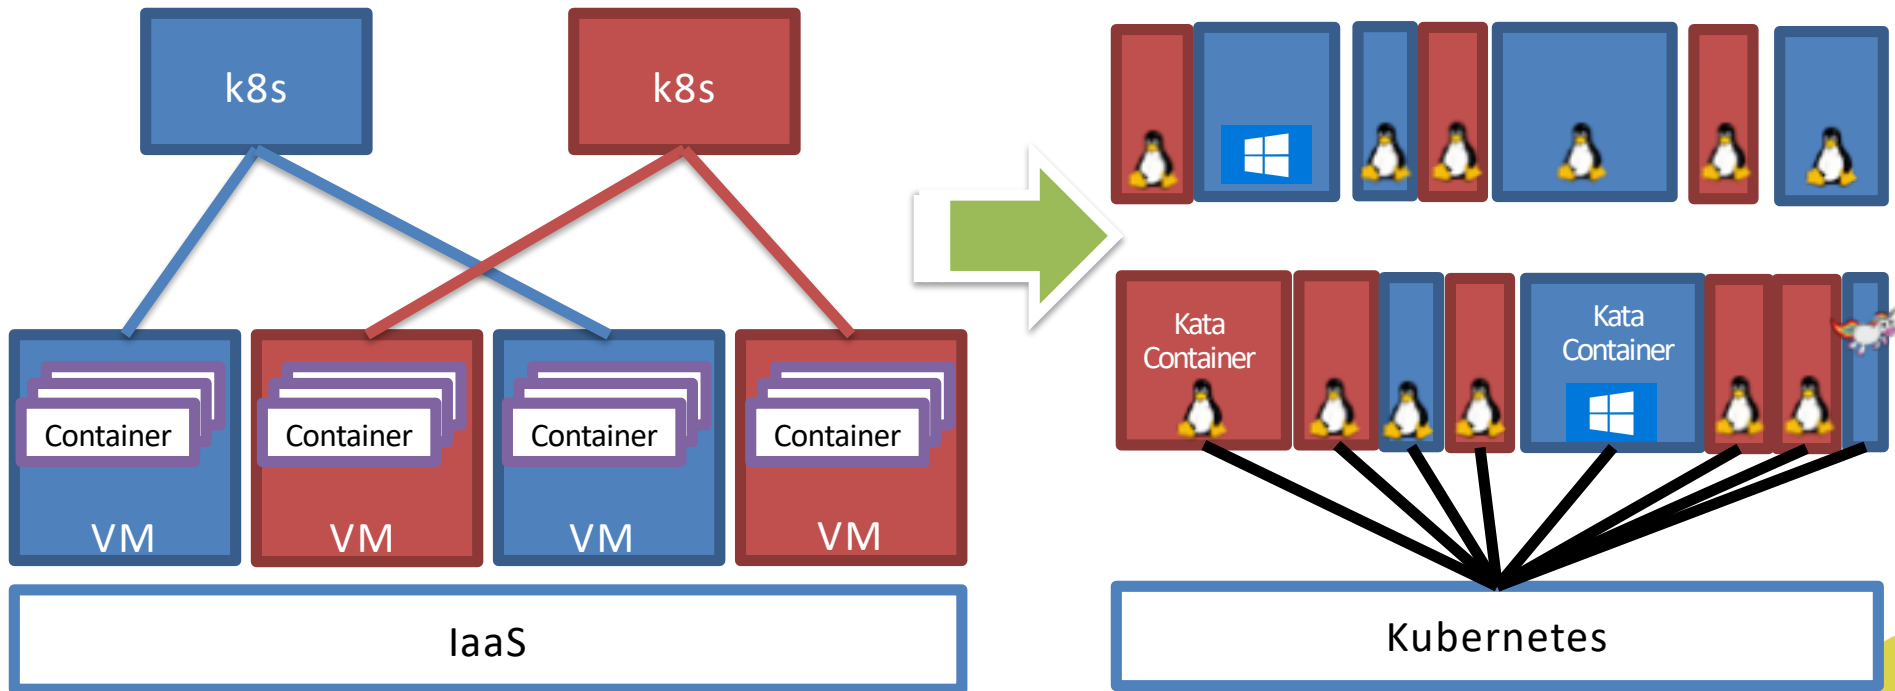 k8s
k8s
Container
Container
Container
Container
VM
VM
VM
VM
IaaS
Kata
Container
Kata
Container
Kubernetes